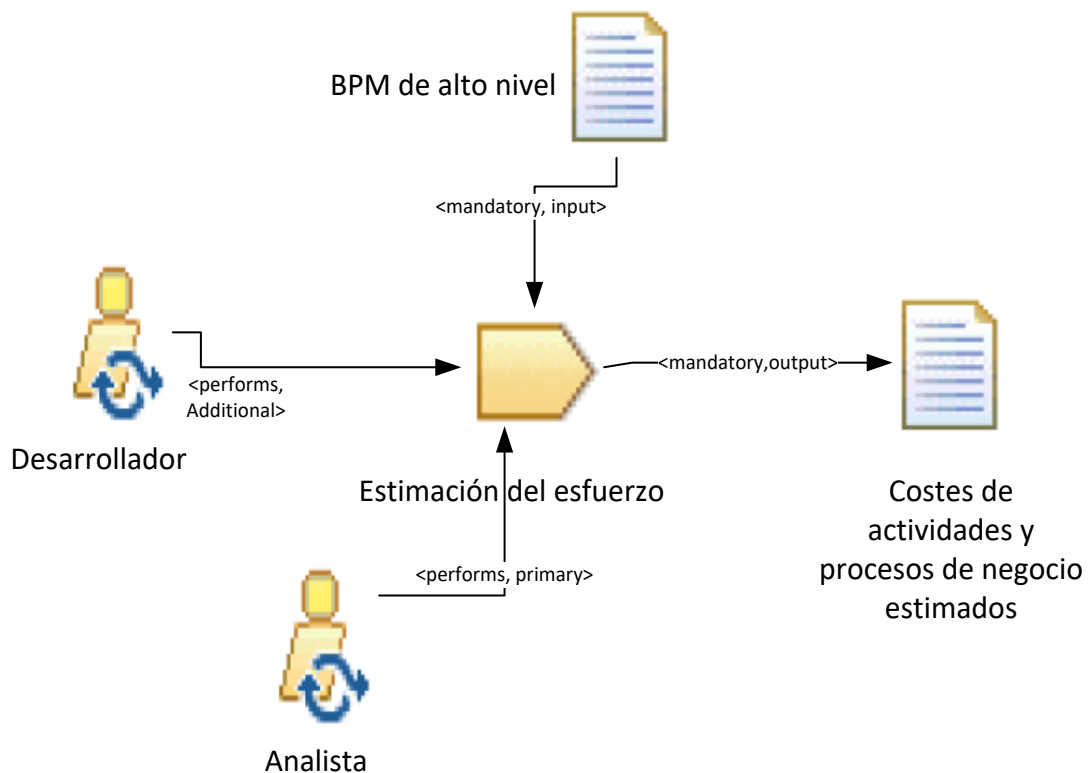 BPM de alto nivel
<mandatory, input>
<performs,
Additional>
<mandatory,output>
Desarrollador
Estimación del esfuerzo
Costes de
actividades y
procesos de negocio
estimados
<performs, primary>
Analista